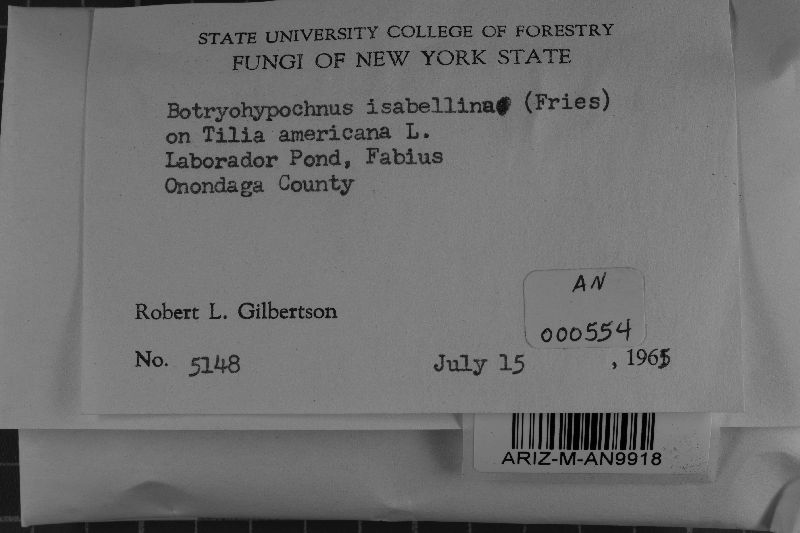 STATE UNIVERSITY COLLEGE OF FORESTRY
FUNGI OF NEW YORK STATE
Botryohypochnus isabellina (Fries)
on Tilia americana L.
Laborador Pond, Fabius
Onondaga County
AN
000554
Robert L. Gilbertson
No. 5148
July 15 , 1965
ARIZ-M-AN9918